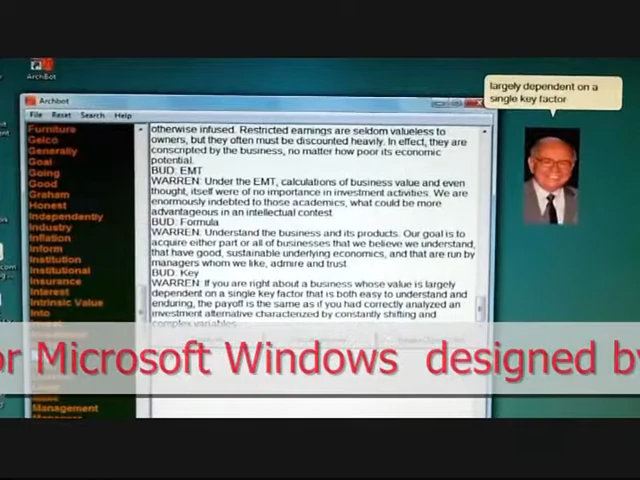 ArchBot
Archbot
File Reset Search Help
largely dependent on a
single key factor
Furniture
Geico
Generally
Goal
Going
Good
Graham
Honest
Independently
Industry
Inflation
Inform
Institution
Institutional
Insurance
Interest
Intrinsic Value
Into
Management
otherwise infused. Restricted earnings are seldom valueless to
owners, but they often must be discounted heavily. In effect, they are
conscripted by the business, no matter how poor its economic
potential.
BUD: EMT
WARREN: Under the EMT, calculations of business value and even
thought, itself were of no importance in investment activities. We are
enormously indebted to those academics, what could be more
advantageous in an intellectual contest.
BUD: Formula
WARREN: Understand the business and its products. Our goal is to
acquire either part or all of businesses that we believe we understand,
that have good, sustainable underlying economics, and that are run by
managers whom we like, admire and trust
BUD: Key
WARREN: If you are right about a business whose value is largely
dependent on a single key factor that is both easy to understand and
enduring, the payoff is the same as if you had correctly analyzed an
investment alternative characterized by constantly shifting and
complex variables.
or Microsoft Windows designed by